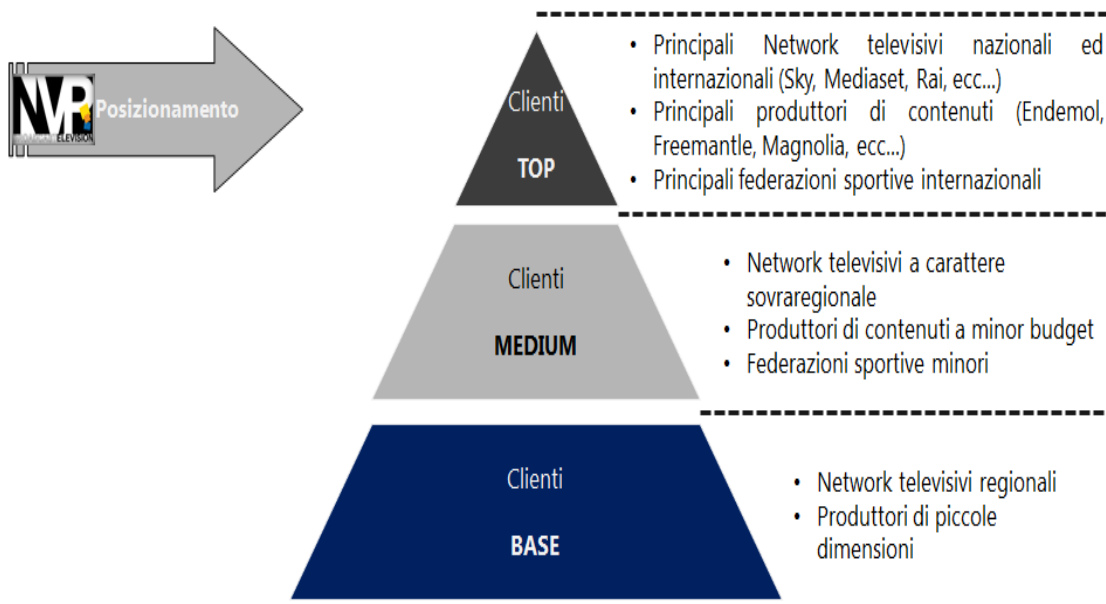 • Principali Network televisivi nazionali ed
internazionali (Sky, Mediaset, Rai, ecc...)
• Principali produttori di contenuti (Endemol,
Freemantle, Magnolia, ecc...)
• Principali federazioni sportive internazionali
NVP Posizionamento
Clienti
TOP
Clienti
MEDIUM
• Network televisivi a carattere
sovraregionale
• Produttori di contenuti a minor budget
• Federazioni sportive minori
Clienti
BASE
• Network televisivi regionali
• Produttori di piccole
dimensioni